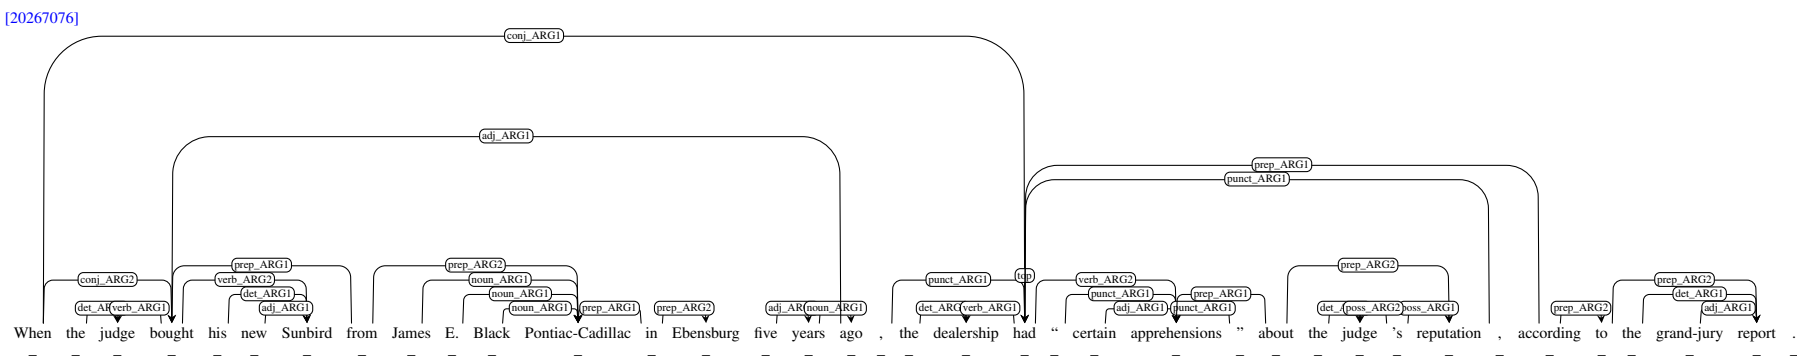 [20267076]
conj_ARG1
adj_ARG1
prep_ARG1
punct_ARG1
prep_ARG1 prep_ARG2 prep_ARG2
conj_ARG2 verb_ARG2 noun_ARG1 punct_ARG1 top verb_ARG2 prep_ARG2
det_ARG1 noun_ARG1 punct_ARG1 prep_ARG1 det_ARG1
verb_ARG1 adj_ARG1 noun_ARG1 prep_ARG1 prep_ARG2 noun_ARG1 verb_ARG1 adj_ARG1 punct_ARG1 poss_ARG2 poss_ARG1 prep_ARG2 adj_ARG1
When the judge bought his new Sunbird from James E. Black Pontiac-Cadillac in Ebensburg five years ago , the dealership had “ certain apprehensions ” about the judge 's reputation , according to the grand-jury report .